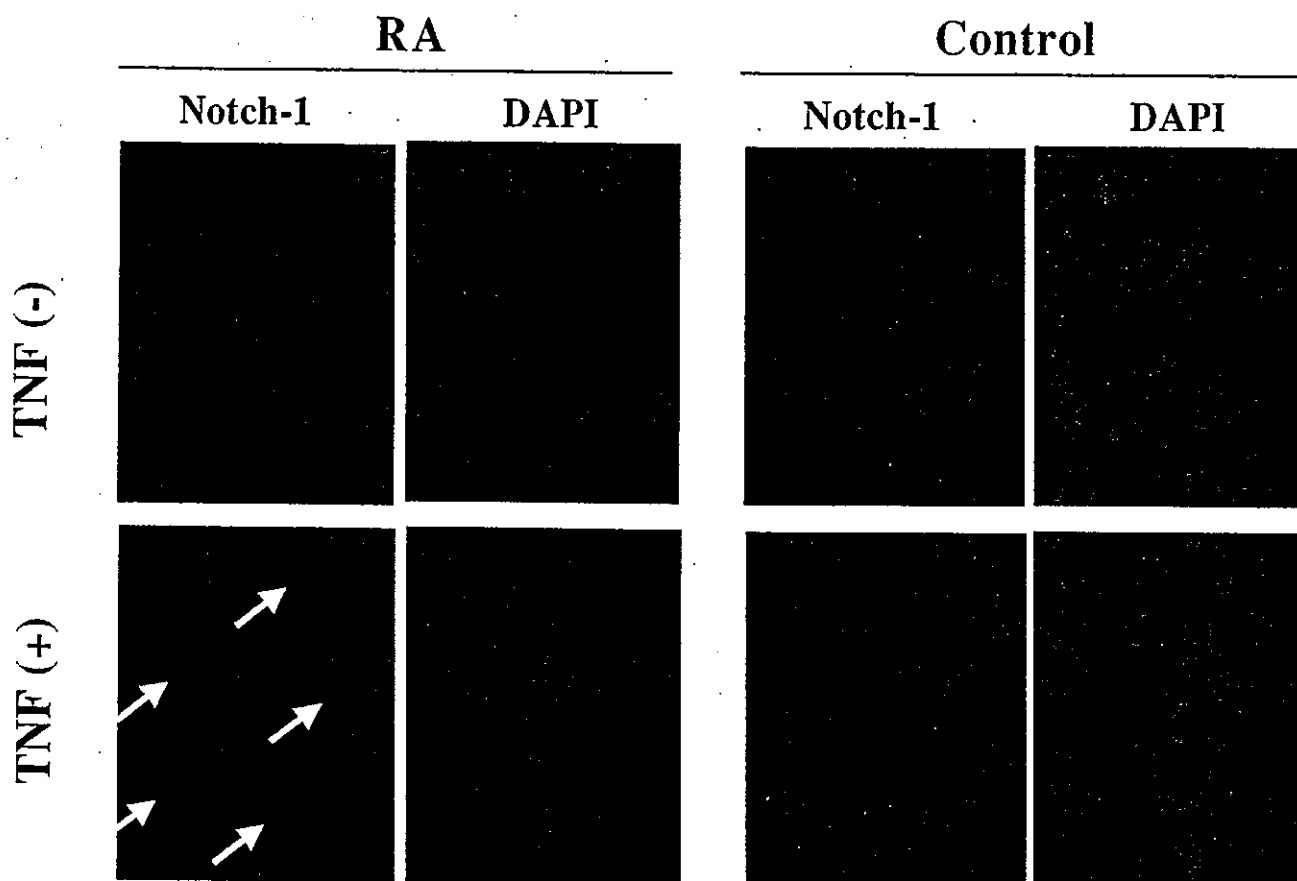 RA Control
Notch-1 DAPI Notch-1 DAPI
TNF (-)
TNF (+)